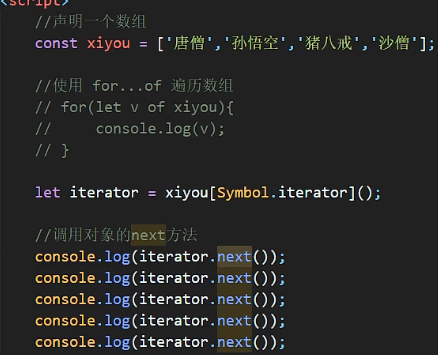 <script>
//声明一个数组
const xiyou = ['唐僧','孙悟空','猪八戒','沙僧'];
//使用 for...of 遍历数组
// for(let v of xiyou){
//     console.log(v);
// }
let iterator = xiyou[Symbol.iterator]();
//调用对象的next方法
console.log(iterator.next());
console.log(iterator.next());
console.log(iterator.next());
console.log(iterator.next());
console.log(iterator.next());